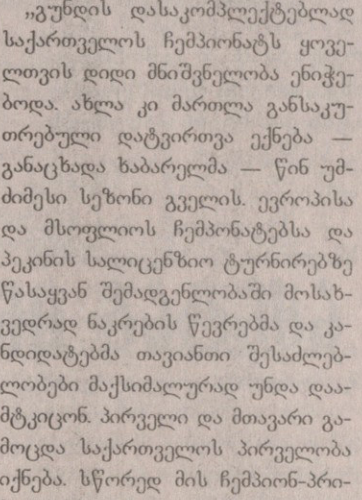 „გუნდის დასაკომპლექტებლად
საქართველოს ჩემპიონატს ყოვე-
ლთვის დიდი მნიშვნელობა ენიჭე-
ბოდა. ახლა კი მართლა განსაკუ-
თრებული დატვირთვა ექნება —
განაცხადა ხაბარელმა — წინ უმ-
ძიმესი სეზონი გველის. ევროპისა
და მსოფლიოს ჩემპონატებსა და
პეკინის სალიცენზიო ტურნირებზე
წასაყვან შემადგენლობაში მოსახ-
ვედრად ნაკრების წევრებმა და კა-
ნდიდატებმა თავიანთი შესაძლებ-
ლობები მაქსიმალურად უნდა დაა-
მტკიცონ. პირველი და მთავარი გა-
მოცდა საქართველოს პირველობა
იქნება. სწორედ მის ჩემპიონ-პრი-